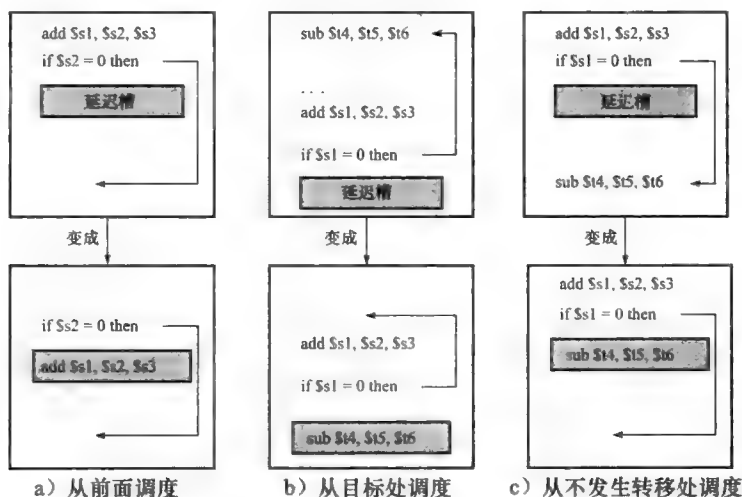 add $s1, $s2, $s3
if $s2 = 0 then
延迟槽
变成
if $s2 = 0 then
add $s1, $s2, $s3
a）从前面调度
sub $t4, $t5, $t6
. . .
add $s1, $s2, $s3
if $s1 = 0 then
延迟槽
变成
add $s1, $s2, $s3
if $s1 = 0 then
sub $t4, $t5, $t6
b）从目标处调度
add $s1, $s2, $s3
if $s1 = 0 then
延迟槽
sub $t4, $t5, $t6
变成
add $s1, $s2, $s3
if $s1 = 0 then
sub $t4, $t5, $t6
c）从不发生转移处调度